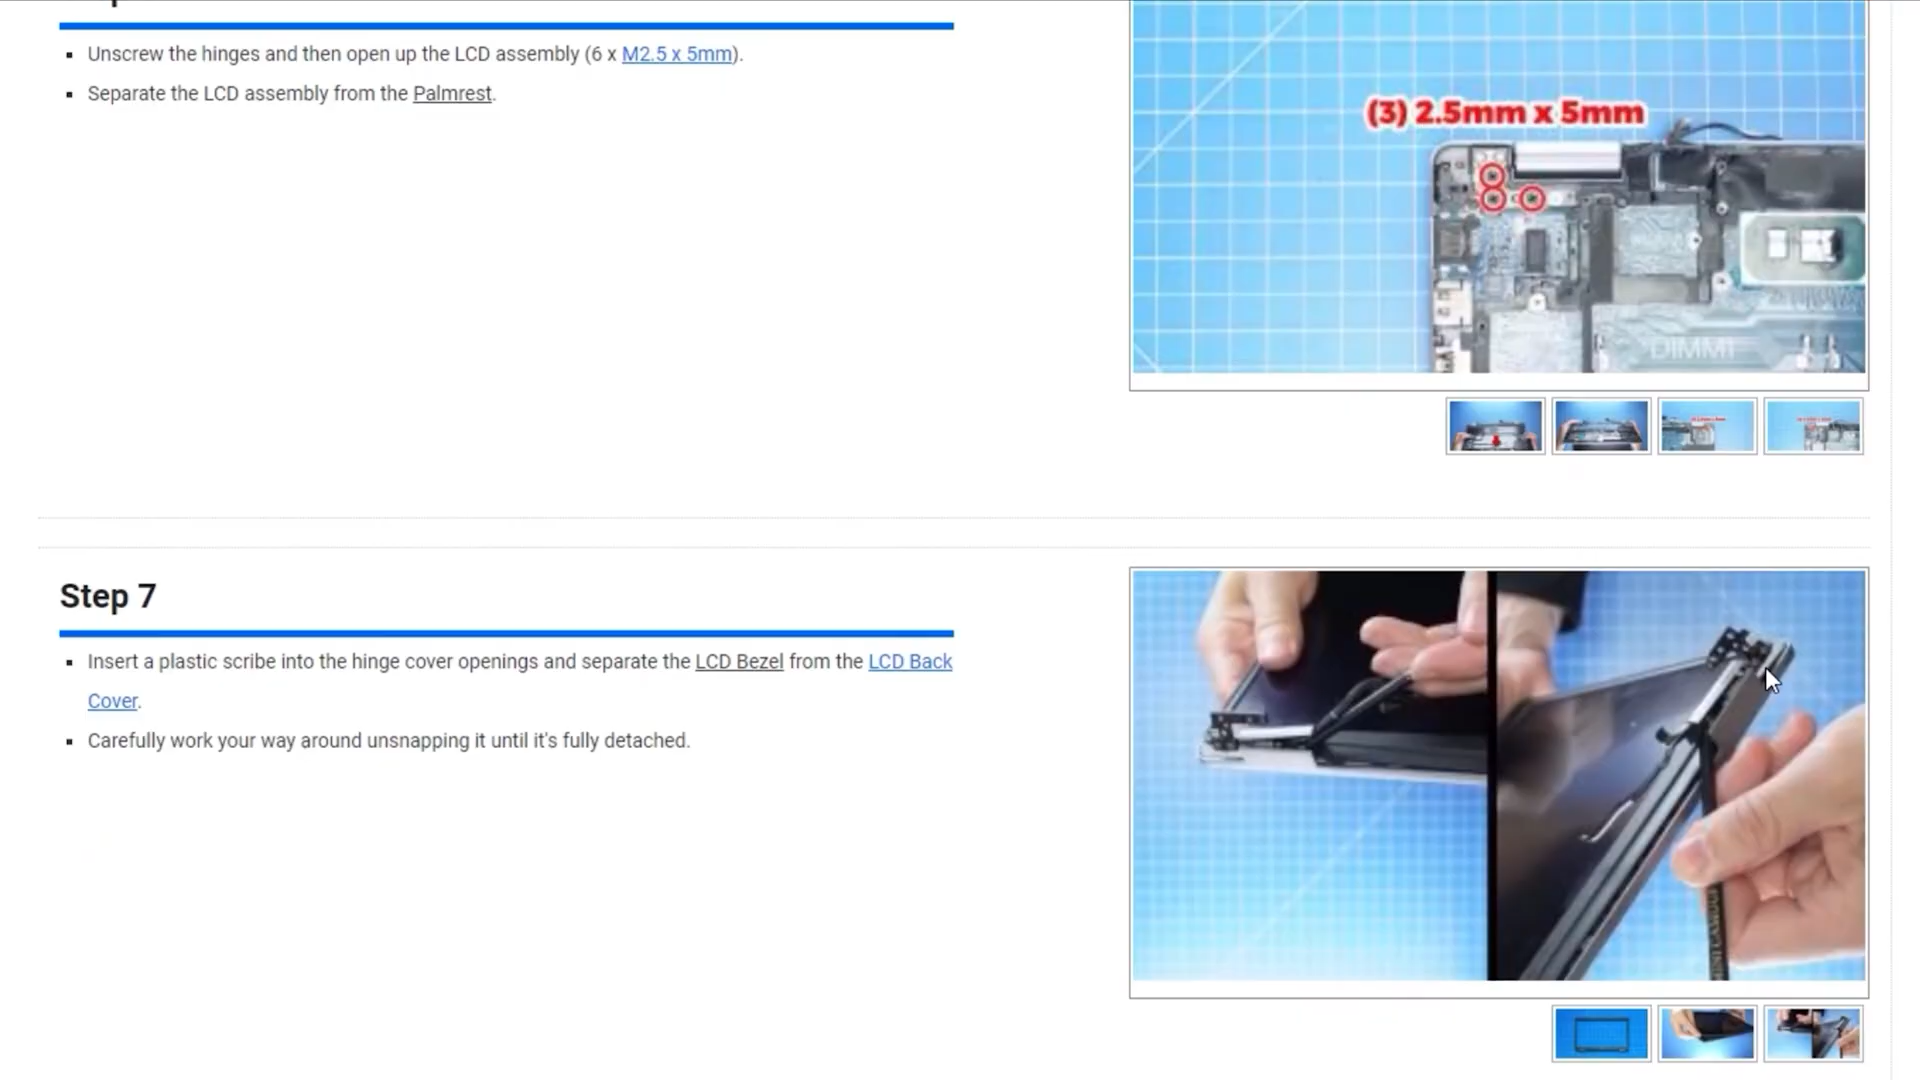 Unscrew the hinges and then open up the LCD assembly (6 x M2.5 x 5mm).
Separate the LCD assembly from the Palmrest.
(3) 2.5mm x 5mm
DIMM1
Step 7
Insert a plastic scribe into the hinge cover openings and separate the LCD Bezel from the LCD Back
Cover.
Carefully work your way around unsnapping it until it's fully detached.